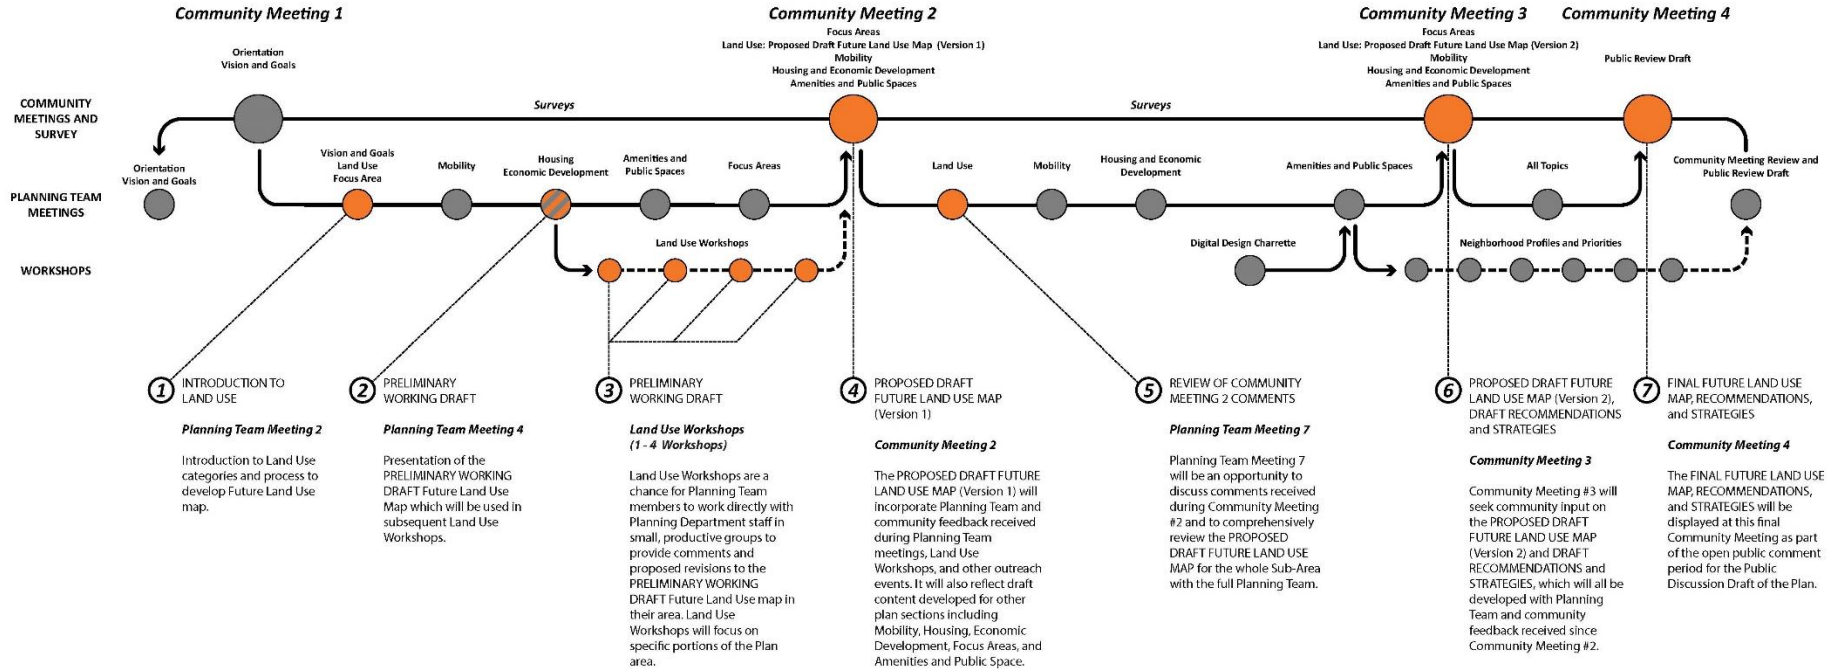 Community Meeting 1
Community Meeting 2
Community Meeting 3
Community Meeting 4
Orientation
Vision and Goals
Focus Areas
Land Use: Proposed Draft Future Land Use Map (Version 1)
Mobility
Housing and Economic Development
Amenities and Public Spaces
Focus Areas
Land Use: Proposed Draft Future Land Use Map (Version 2)
Mobility
Housing and Economic Development
Amenities and Public Spaces
Public Review Draft
COMMUNITY
MEETINGS AND
SURVEY
Surveys
Surveys
Orientation
Vision and Goals
Vision and Goals
Land Use
Focus Area
Mobility
Housing
Economic Development
Amenities and
Public Spaces
Focus Areas
Land Use
Mobility
Housing and Economic
Development
Amenities and Public Spaces
All Topics
Community Meeting Review and
Public Review Draft
PLANNING TEAM
MEETINGS
Land Use Workshops
Digital Design Charrette
Neighborhood Profiles and Priorities
WORKSHOPS
1
INTRODUCTION TO
LAND USE
Planning Team Meeting 2
Introduction to Land Use
categories and process to
develop Future Land Use
map.
2
PRELIMINARY
WORKING DRAFT
Planning Team Meeting 4
Presentation of the
PRELIMINARY WORKING
DRAFT Future Land Use
Map which will be used in
subsequent Land Use
Workshops.
3
PRELIMINARY
WORKING DRAFT
Land Use Workshops
(1 - 4 Workshops)
Land Use Workshops are a
chance for Planning Team
members to work directly with
Planning Department staff in
small, productive groups to
provide comments and
proposed revisions to the
PRELIMINARY WORKING
DRAFT Future Land Use map in
their area. Land Use
Workshops will focus on
specific portions of the Plan
area.
4
PROPOSED DRAFT
FUTURE LAND USE MAP
(Version 1)
Community Meeting 2
The PROPOSED DRAFT FUTURE
LAND USE MAP (Version 1) will
incorporate Planning Team and
community feedback received
during Planning Team
meetings, Land Use
Workshops, and other outreach
events. It will also reflect draft
content developed for other
plan sections including
Mobility, Housing, Economic
Development, Focus Areas, and
Amenities and Public Space.
5
REVIEW OF COMMUNITY
MEETING 2 COMMENTS
Planning Team Meeting 7
Planning Team Meeting 7
will be an opportunity to
discuss comments received
during Community Meeting
#2 and to comprehensively
review the PROPOSED
DRAFT FUTURE LAND USE
MAP for the whole Sub-Area
with the full Planning Team.
6
PROPOSED DRAFT FUTURE
LAND USE MAP (Version 2),
DRAFT RECOMMENDATIONS
and STRATEGIES
Community Meeting 3
Community Meeting #3 will
seek community input on
the PROPOSED DRAFT
FUTURE LAND USE MAP
(Version 2) and DRAFT
RECOMMENDATIONS and
STRATEGIES, which will all be
developed with Planning
Team and community
feedback received since
Community Meeting #2.
7
FINAL FUTURE LAND USE
MAP, RECOMMENDATIONS,
and STRATEGIES
Community Meeting 4
The FINAL FUTURE LAND USE
MAP, RECOMMENDATIONS,
and STRATEGIES will be
displayed at this final
Community Meeting as part
of the open public comment
period for the Public
Discussion Draft of the Plan.